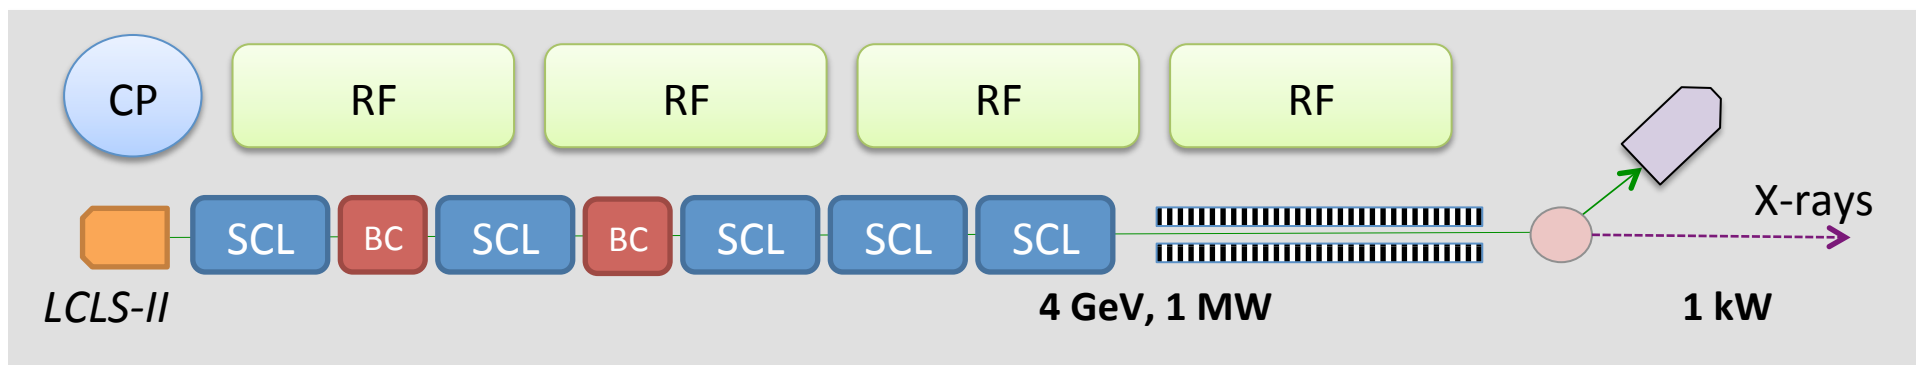 CP RF RF RF RF
SCL BC SCL BC SCL SCL SCL X-rays
LCLS-II 4 GeV, 1 MW 1 kW